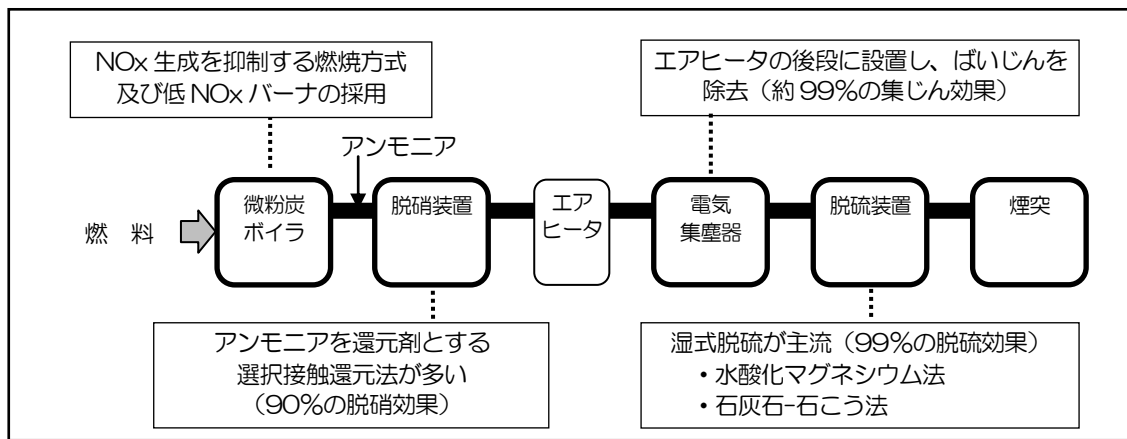 NOx 生成を抑制する燃焼方式
及び低 NOx バーナの採用
エアヒータの後段に設置し、ばいじんを
除去（約 99%の集じん効果）
アンモニア
燃 料
微粉炭
ボイラ
脱硝装置
エア
ヒータ
電気
集塵器
脱硫装置
煙突
アンモニアを還元剤とする
選択接触還元法が多い
（90%の脱硝効果）
湿式脱硫が主流（99%の脱硫効果）
・水酸化マグネシウム法
・石灰石-石こう法